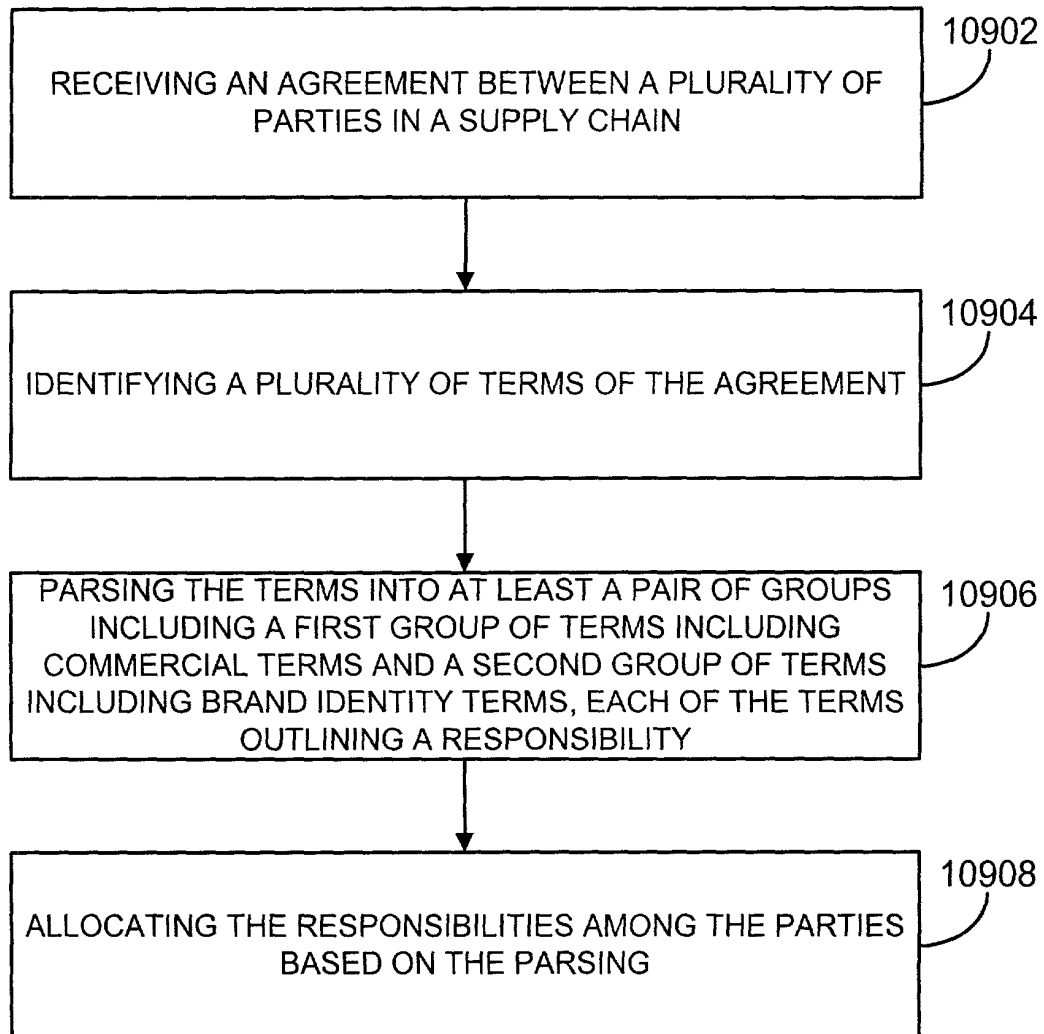 10902
RECEIVING AN AGREEMENT BETWEEN A PLURALITY OF
PARTIES IN A SUPPLY CHAIN
10904
IDENTIFYING A PLURALITY OF TERMS OF THE AGREEMENT
10906
PARSING THE TERMS INTO AT LEAST A PAIR OF GROUPS
INCLUDING A FIRST GROUP OF TERMS INCLUDING
COMMERCIAL TERMS AND A SECOND GROUP OF TERMS
INCLUDING BRAND IDENTITY TERMS, EACH OF THE TERMS
OUTLINING A RESPONSIBILITY
10908
ALLOCATING THE RESPONSIBILITIES AMONG THE PARTIES
BASED ON THE PARSING